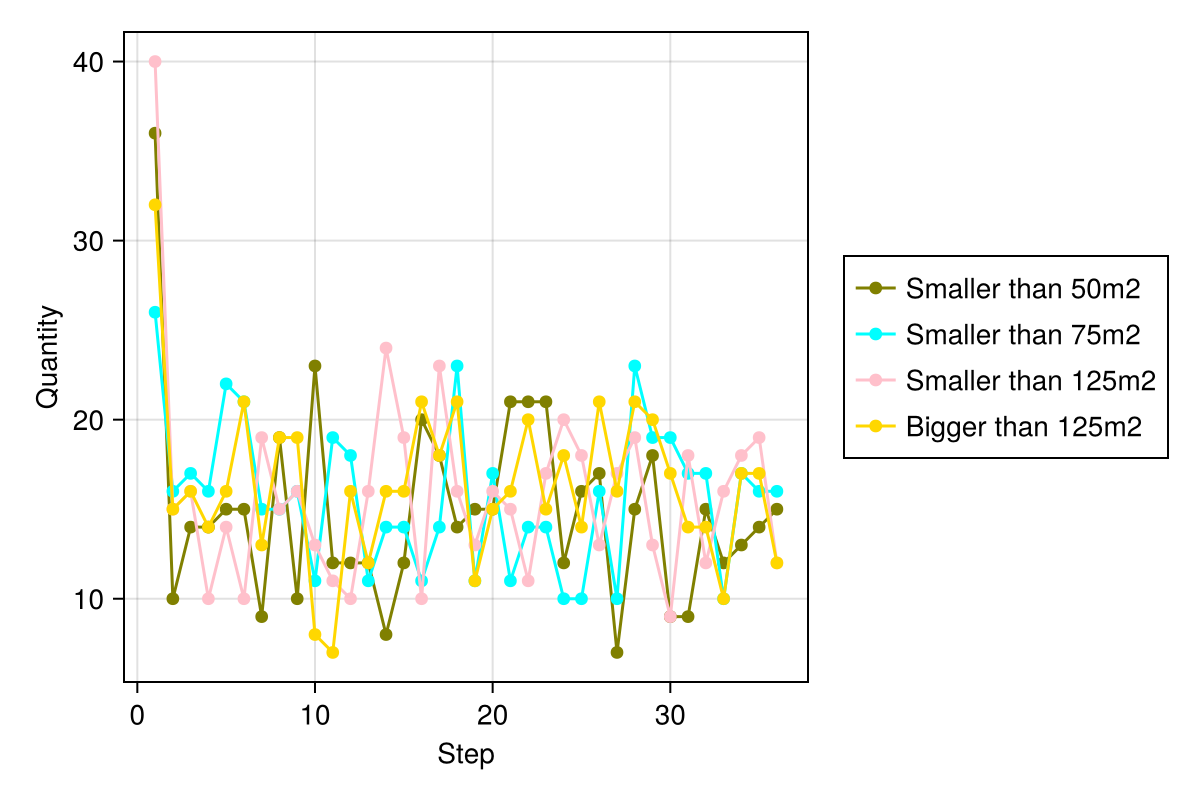 40
30
20
10
Quantity
0
10
20
30
Step
Smaller than 50m2
Smaller than 75m2
Smaller than 125m2
Bigger than 125m2